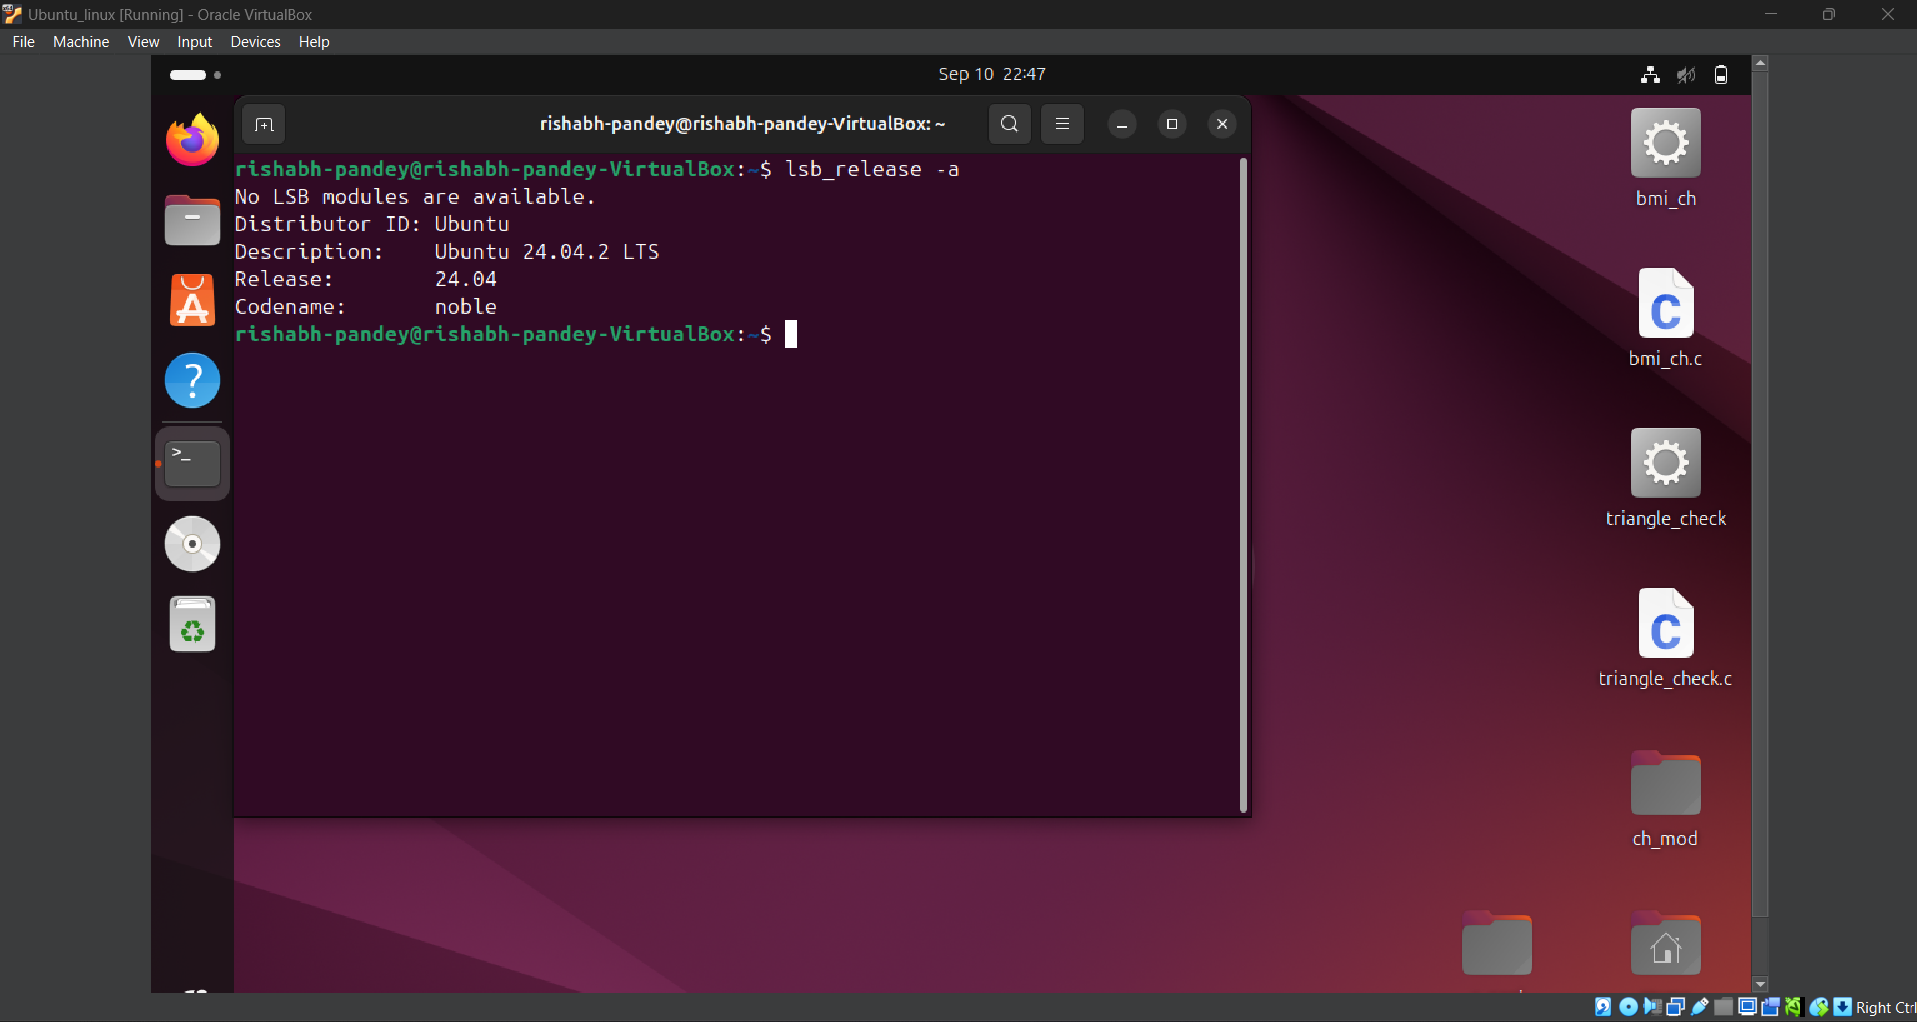 Ubuntu_linux [Running] - Oracle VirtualBox
File Machine View Input Devices Help
Sep 10 22:47
rishabh-pandey@rishabh-pandey-VirtualBox: ~
rishabh-pandey@rishabh-pandey-VirtualBox:~$ lsb_release -a
No LSB modules are available.
Distributor ID: Ubuntu
Description:    Ubuntu 24.04.2 LTS
Release:        24.04
Codename:       noble
rishabh-pandey@rishabh-pandey-VirtualBox:~$
bmi_ch
bmi_ch.c
triangle_check
triangle_check.c
ch_mod
Right Ctrl